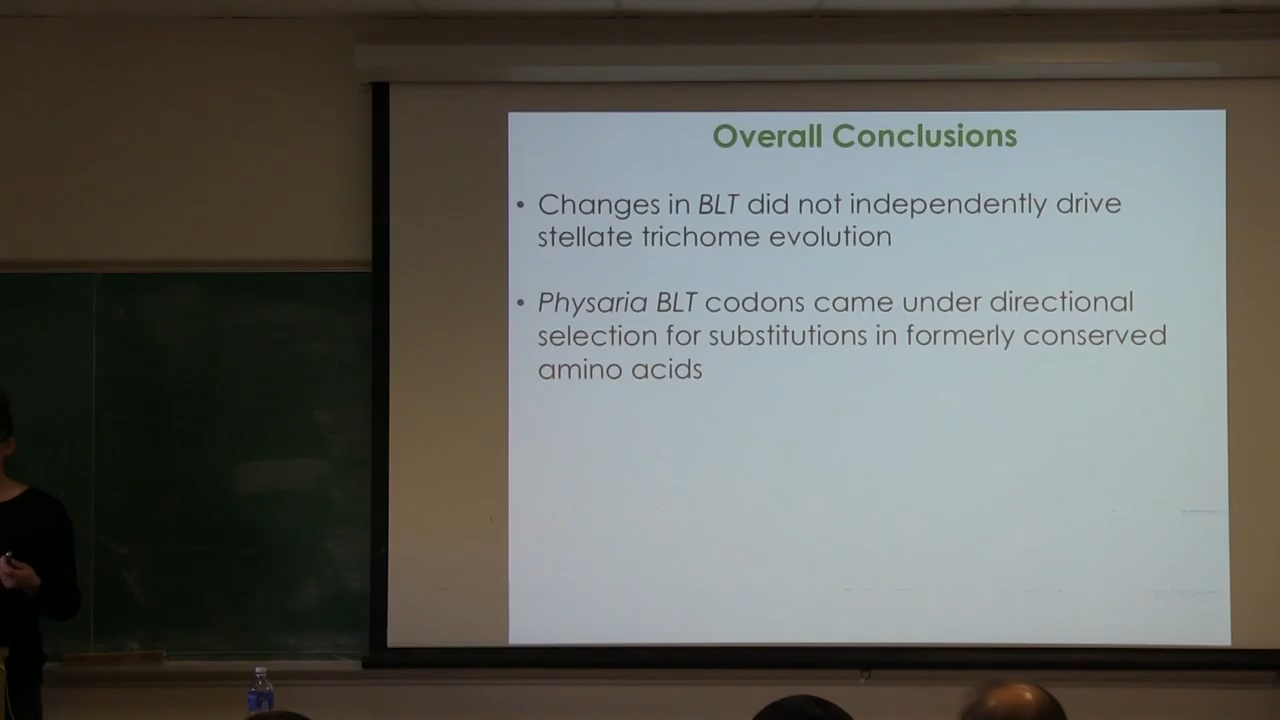 Overall Conclusions
• Changes in BLT did not independently drive
stellate trichome evolution
• Physaria BLT codons came under directional
selection for substitutions in formerly conserved
amino acids